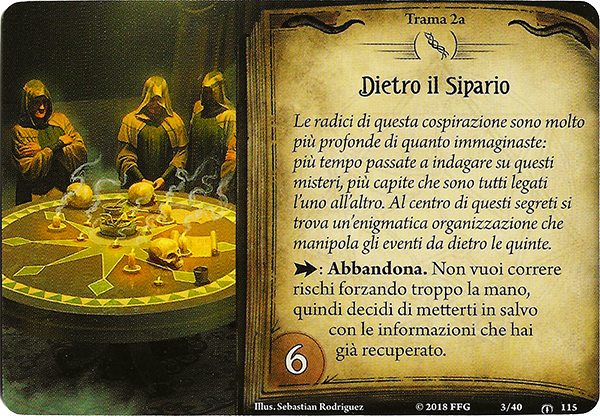 Trama 2a
Dietro il Sipario
Le radici di questa cospirazione sono molto
più profonde di quanto immaginaste:
più tempo passate a indagare su questi
misteri, più capite che sono tutti legati
l'uno all'altro. Al centro di questi segreti si
trova un'enigmatica organizzazione che
manipola gli eventi da dietro le quinte.
: Abbandona. Non vuoi correre
rischi forzando troppo la mano,
quindi decidi di metterti in salvo
con le informazioni che hai
già recuperato.
6
Illus. Sebastian Rodriguez © 2018 FFG 3/40 115